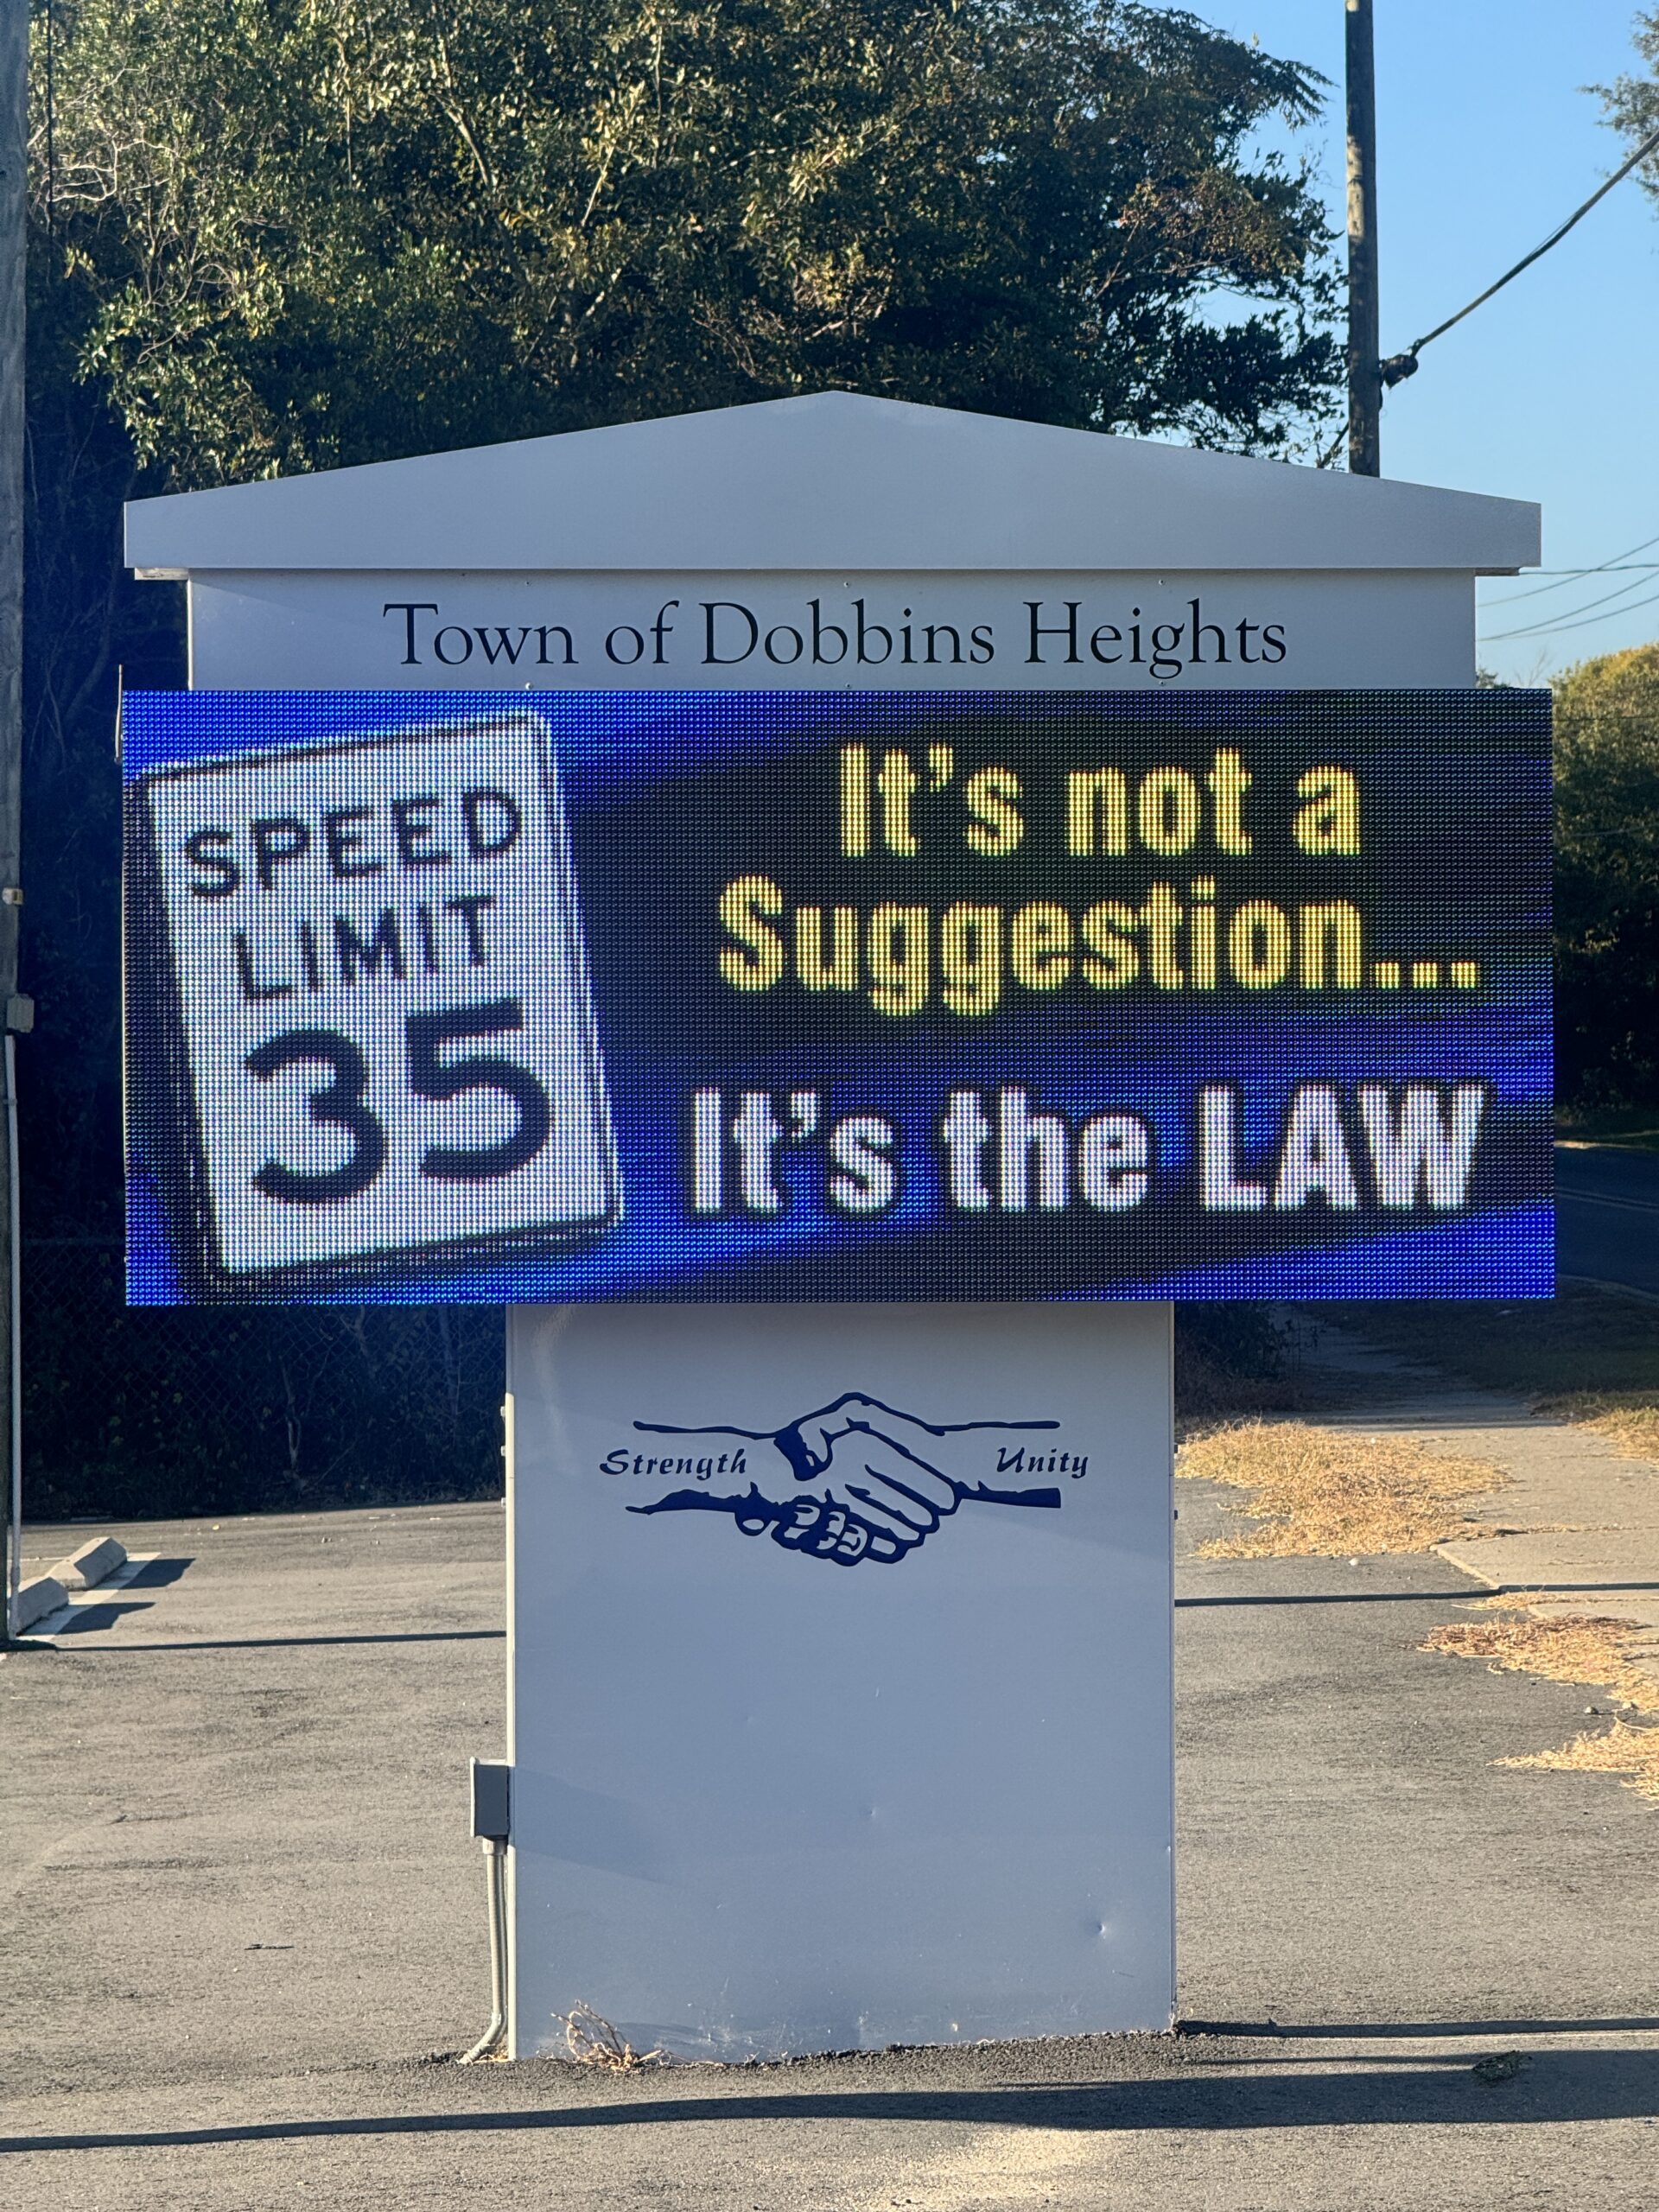 Town of Dobbins Heights
SPEED
LIMIT
35
It's not a
Suggestion...
It's the LAW
Strength
Unity